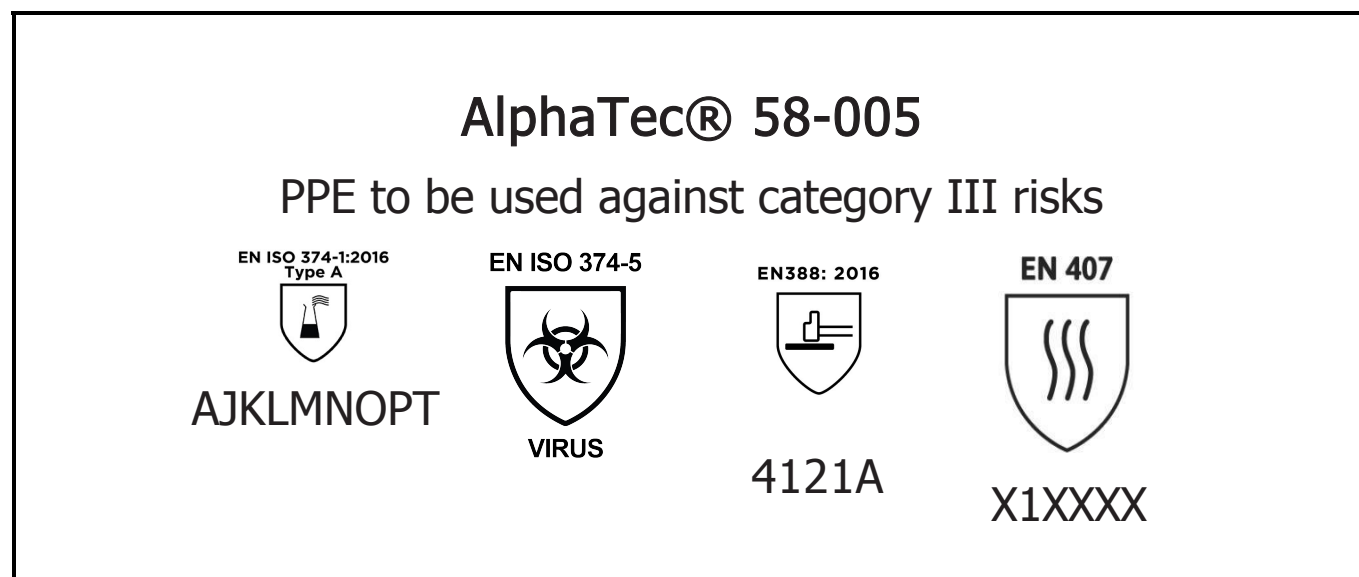 AlphaTec® 58-005
PPE to be used against category III risks
EN ISO 374-1:2016
Type A
AJKLMNOPT
EN ISO 374-5
VIRUS
EN388: 2016
4121A
EN 407
X1XXXX